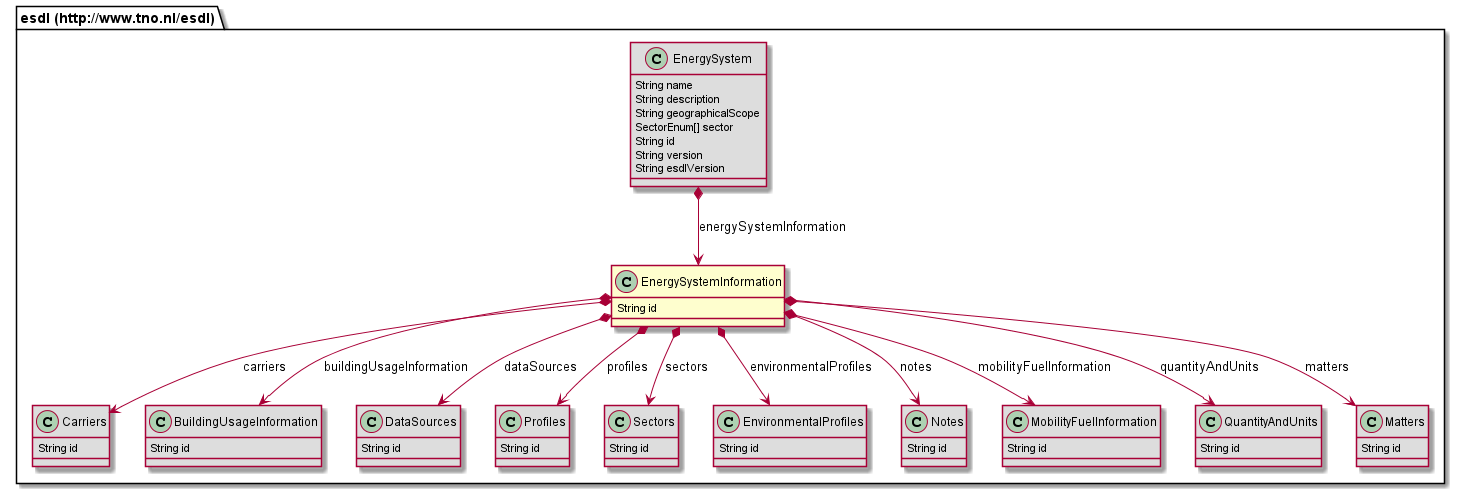 esdl (http://www.tno.nl/esdl)
C EnergySystem
String name
String description
String geographicalScope
SectorEnum[] sector
String id
String version
String esdlVersion
energySystemInformation
C EnergySystemInformation
String id
carriers
buildingUsageInformation
dataSources
profiles
sectors
environmentalProfiles
notes
mobilityFuelInformation
quantityAndUnits
matters
C Carriers
String id
C BuildingUsageInformation
String id
C DataSources
String id
C Profiles
String id
C Sectors
String id
C EnvironmentalProfiles
String id
C Notes
String id
C MobilityFuelInformation
String id
C QuantityAndUnits
String id
C Matters
String id